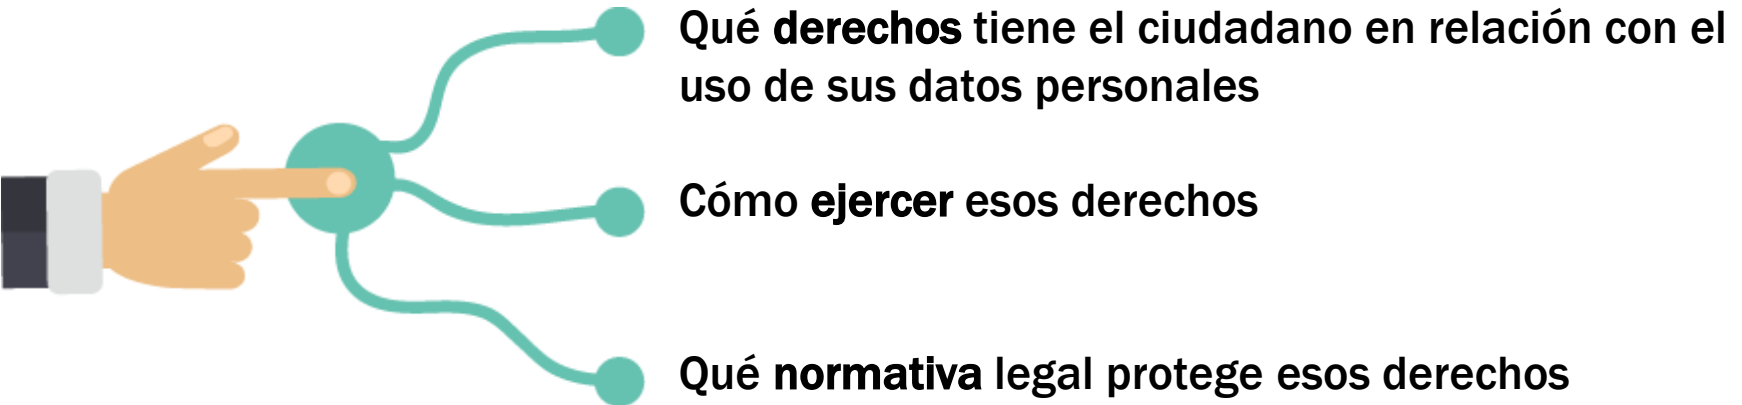 Qué derechos tiene el ciudadano en relación con el
uso de sus datos personales
Cómo ejercer esos derechos
Qué normativa legal protege esos derechos